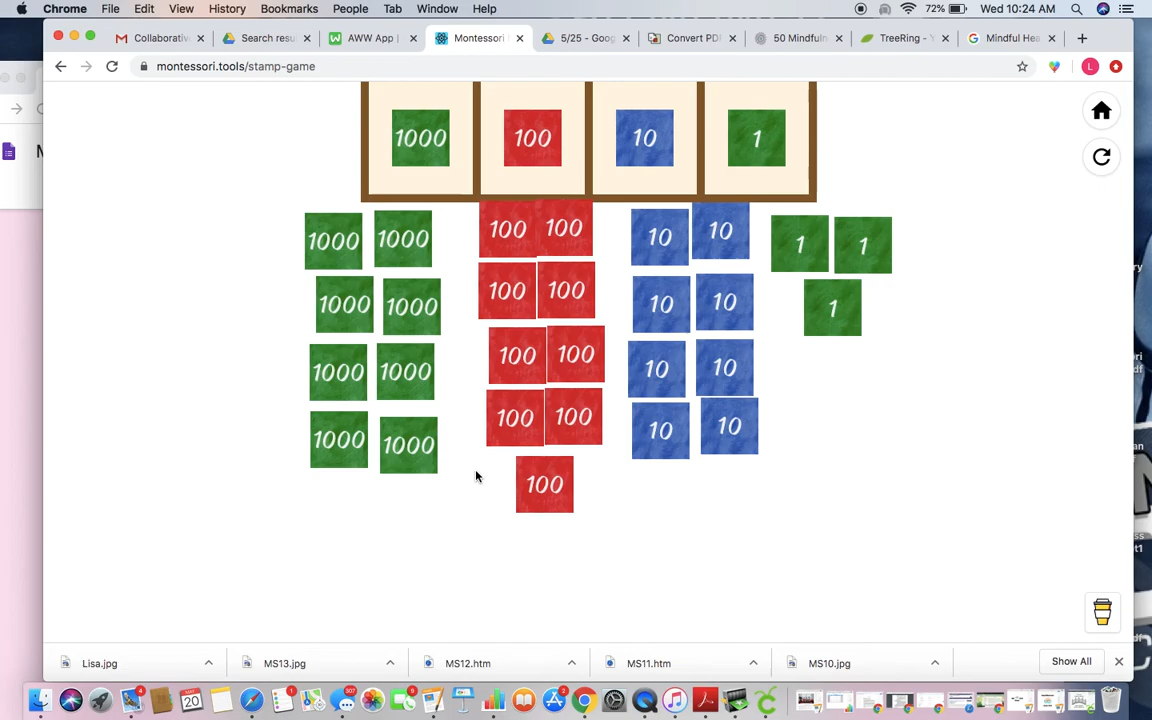 Chrome File Edit View History Bookmarks People Tab Window Help 72% Wed 10:24 AM
Collaborativ Search resu AWW App | Montessori 5/25 - Goog Convert PDF 50 Mindfuln TreeRing - Y Mindful Hea
montessori.tools/stamp-game L
1000 100 10 1
1000 1000 100 100 10 10 1 1
1000 1000 100 100 10 10 1
1000 1000 100 100 10 10
1000 1000 100 100 10 10
100
Lisa.jpg MS13.jpg MS12.htm MS11.htm MS10.jpg Show All